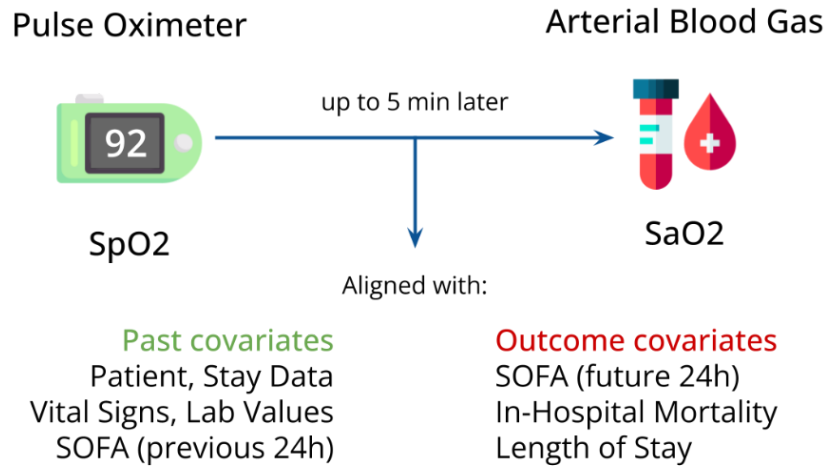 Pulse Oximeter
Arterial Blood Gas
up to 5 min later
92
SpO2
SaO2
Aligned with:
Past covariates
Patient, Stay Data
Vital Signs, Lab Values
SOFA (previous 24h)
Outcome covariates
SOFA (future 24h)
In-Hospital Mortality
Length of Stay